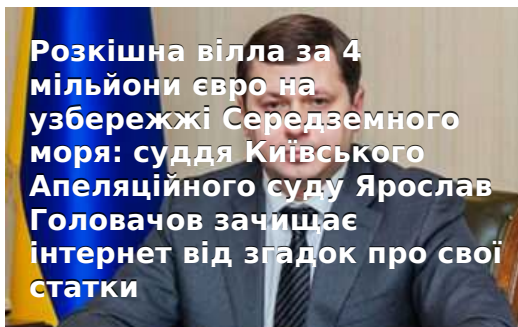 Розкішна вілла за 4
мільйони євро на
узбережжі Середземного
моря: суддя Київського
Апеляційного суду Ярослав
Головачов зачищає
інтернет від згадок про свої
статки